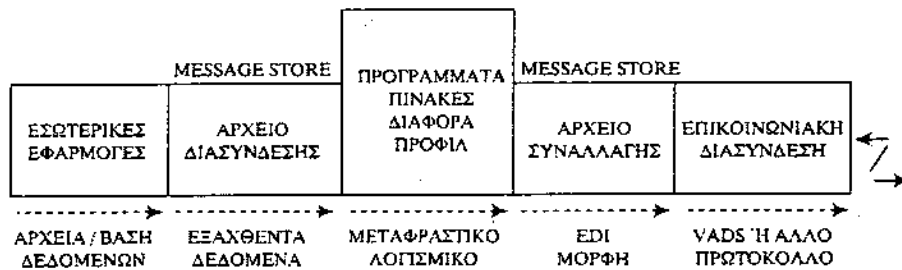 MESSAGE STORE
MESSAGE STORE
ΕΣΩΤΕΡΙΚΕΣ
ΕΦΑΡΜΟΓΕΣ
ΑΡΧΕΙΟ
ΔΙΑΣΥΝΔΕΣΗΣ
ΠΡΟΓΡΑΜΜΑΤΑ
ΠΙΝΑΚΕΣ
ΔΙΑΦΟΡΑ
ΠΡΟΦΙΛ
ΑΡΧΕΙΟ
ΣΥΝΑΛΛΑΓΗΣ
ΕΠΙΚΟΙΝΩΝΙΑΚΗ
ΔΙΑΣΥΝΔΕΣΗ
ΑΡΧΕΙΑ / ΒΑΣΗ
ΔΕΔΟΜΕΝΩΝ
ΕΞΑΧΘΕΝΤΑ
ΔΕΔΟΜΕΝΑ
ΜΕΤΑΦΡΑΣΤΙΚΟ
ΛΟΓΙΣΜΙΚΟ
EDI
ΜΟΡΦΗ
VADS Ή ΑΛΛΟ
ΠΡΩΤΟΚΟΛΛΟ